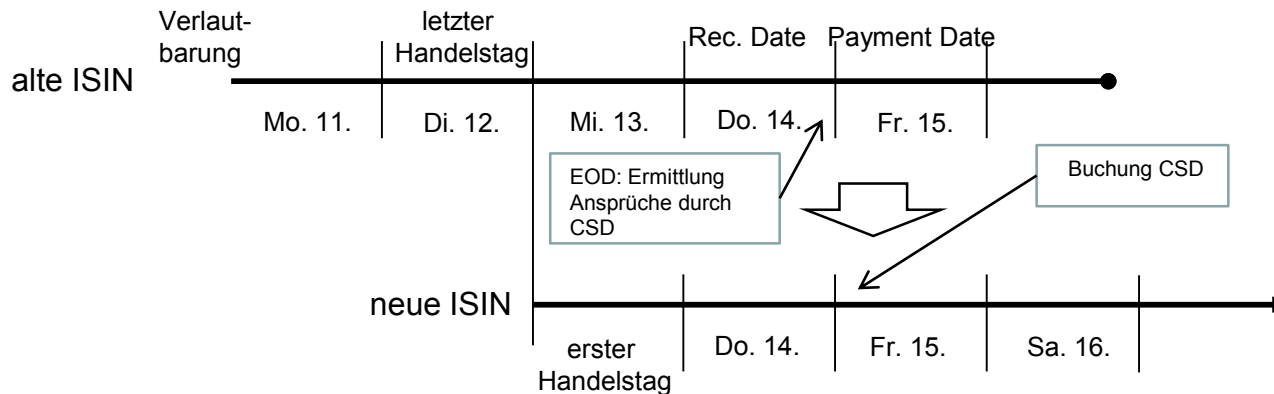 Verlaut-
barung
letzter
Handelstag
Rec. Date
Payment Date
alte ISIN
Mo. 11.
Di. 12.
Mi. 13.
Do. 14.
Fr. 15.
EOD: Ermittlung
Ansprüche durch
CSD
Buchung CSD
neue ISIN
erster
Handelstag
Do. 14.
Fr. 15.
Sa. 16.